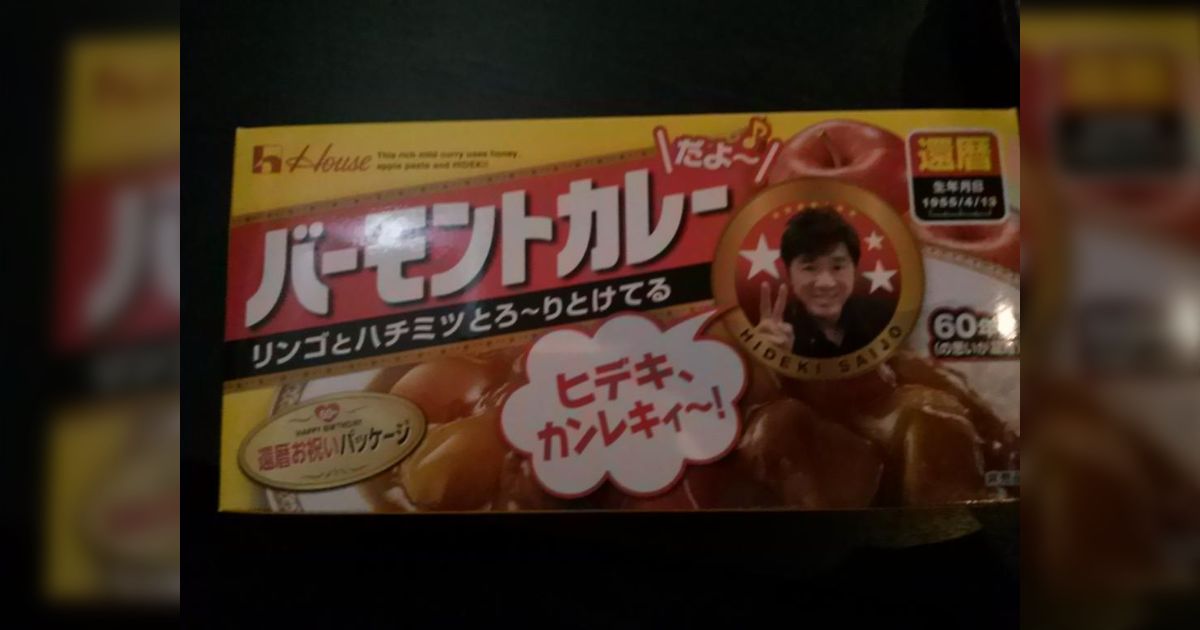 House
This rich-mild curry uses honey,
apple paste and HIDEKI!
だよ～♪
バーモントカレー
リンゴとハチミツとろ～りとけてる
還暦
生年月日
1955/4/13
HIDEKI SAIJO
60年
ヒデキ、
カンレキィ～!
60
HAPPY BIRTHDAY
還暦お祝いパッケージ